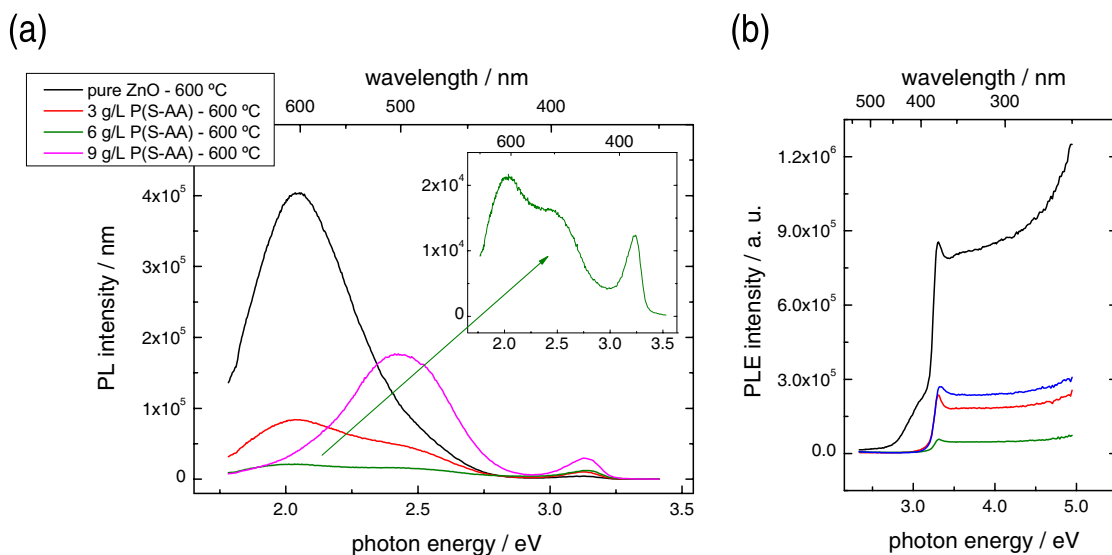 (a)
(b)
pure ZnO - 600 ºC
3 g/L P(S-AA) - 600 ºC
6 g/L P(S-AA) - 600 ºC
9 g/L P(S-AA) - 600 ºC
wavelength / nm
600 500 400
PL intensity / nm
4x10⁵
3x10⁵
2x10⁵
1x10⁵
0
2.0 2.5 3.0 3.5
photon energy / eV
600 400
2x10⁴
1x10⁴
0
2.0 2.5 3.0 3.5
wavelength / nm
500 400 300
PLE intensity / a. u.
1.2x10⁶
9.0x10⁵
6.0x10⁵
3.0x10⁵
0.0
3.0 4.0 5.0
photon energy / eV